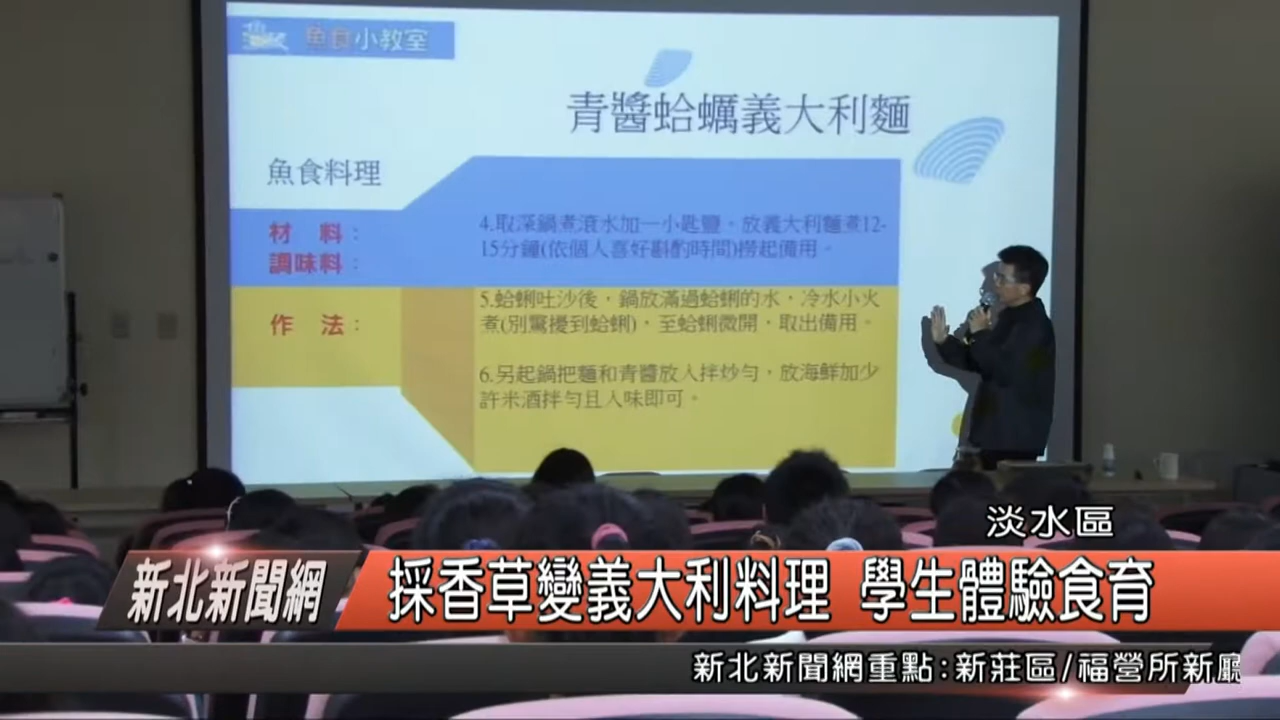 魚食小教室
青醬蛤蠣義大利麵
魚食料理
材 料：
調味料：
4.取深鍋煮滾水加一小匙鹽，放義大利麵煮12-
15分鐘(依個人喜好斟酌時間)撈起備用。
作 法：
5.蛤蜊吐沙後，鍋放滿過蛤蜊的水，冷水小火
煮(別驚擾到蛤蜊)，至蛤蜊微開，取出備用。
6.另起鍋把麵和青醬放入拌炒勻，放海鮮加少
許米酒拌勻且入味即可。
淡水區
新北新聞網
採香草變義大利料理 學生體驗食育
新北新聞網重點:新莊區/福營所新廳